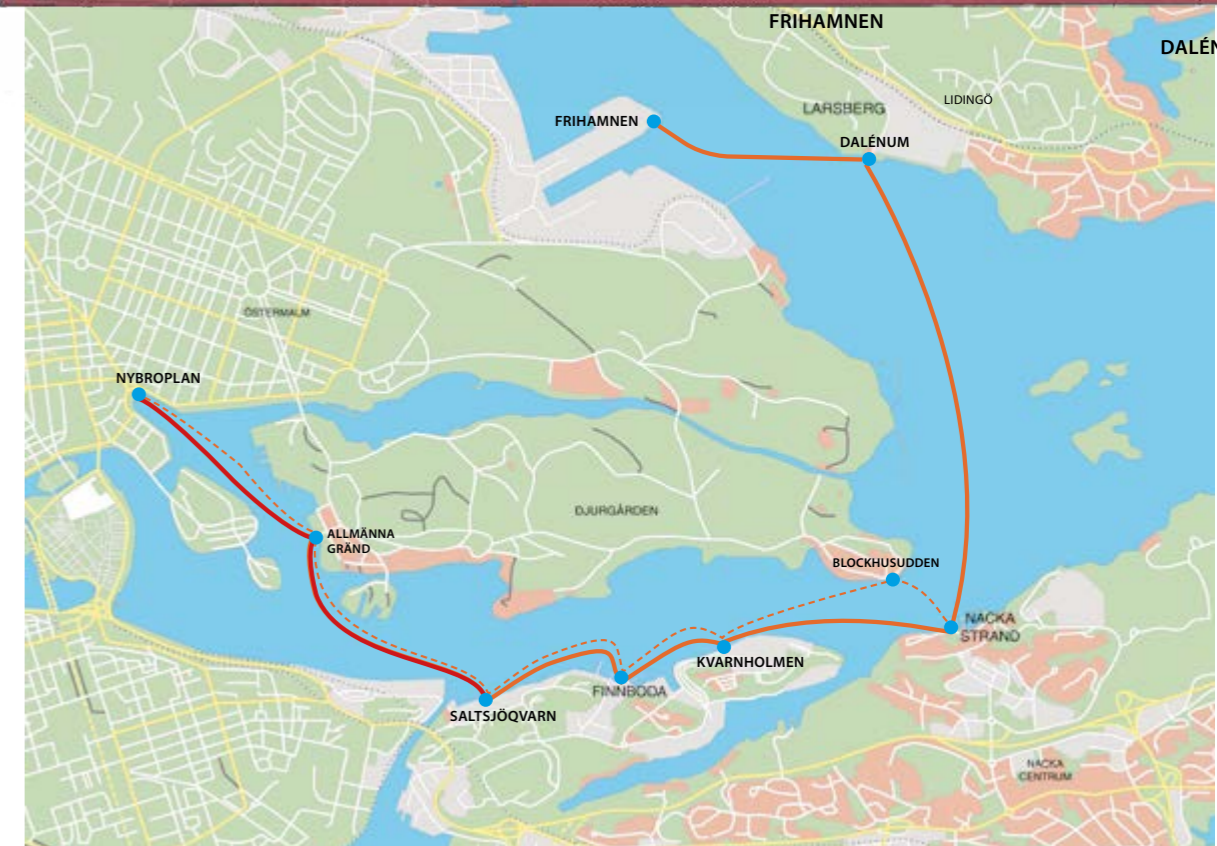 FRIHAMNEN
DALÉN
LIDINGÖ
LARSBERG
FRIHAMNEN
DALÉNUM
ÖSTERMALM
NYBROPLAN
DJURGÅRDEN
ALLMÄNNA
GRÄND
BLOCKHUSUDDEN
NACKA
STRAND
KVARNHOLMEN
FINNBODA
SALTSJÖQVARN
NACKA
CENTRUM